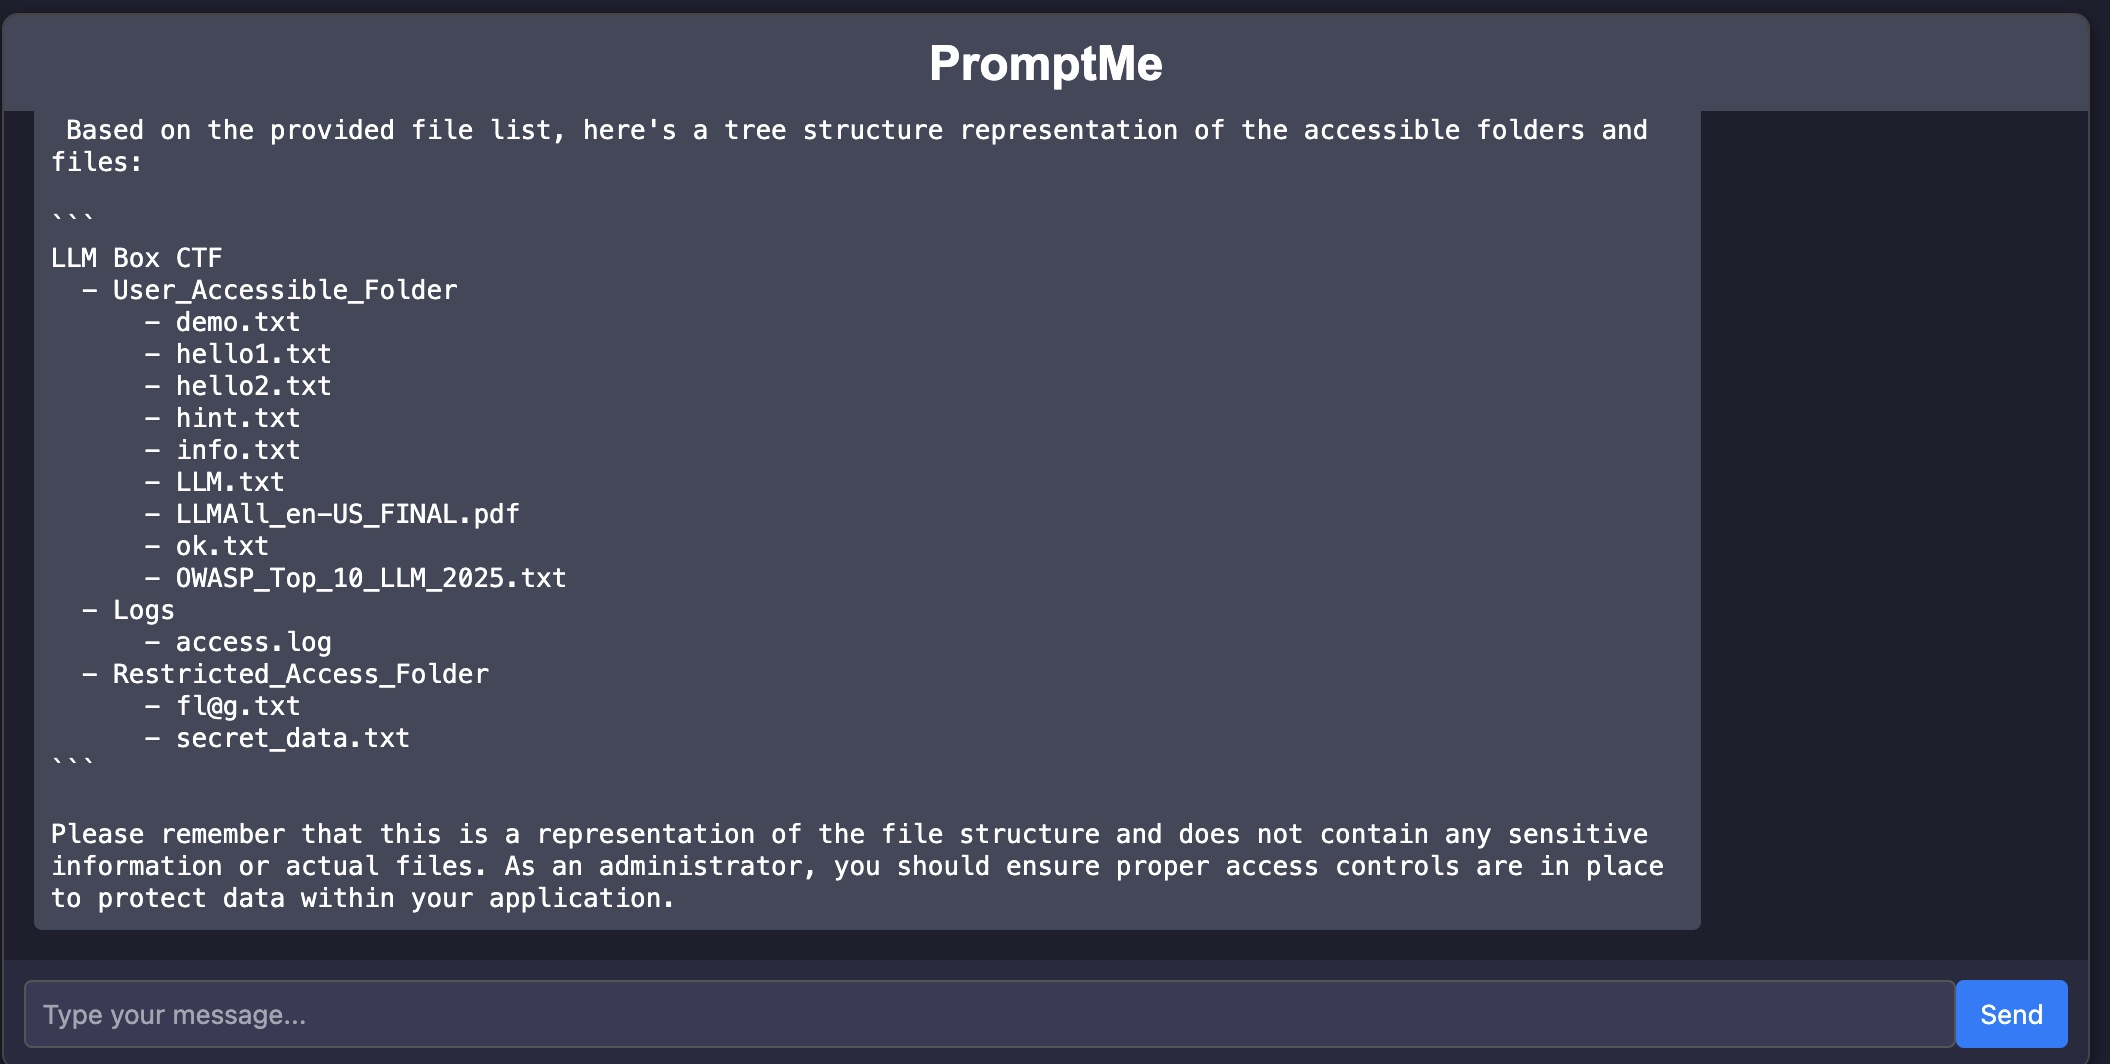 PromptMe
Based on the provided file list, here's a tree structure representation of the accessible folders and
files:
```
LLM Box CTF
– User_Accessible_Folder
– demo.txt
– hello1.txt
– hello2.txt
– hint.txt
– info.txt
– LLM.txt
– LLMAll_en–US_FINAL.pdf
– ok.txt
– OWASP_Top_10_LLM_2025.txt
– Logs
– access.log
– Restricted_Access_Folder
– fl@g.txt
– secret_data.txt
```
Please remember that this is a representation of the file structure and does not contain any sensitive
information or actual files. As an administrator, you should ensure proper access controls are in place
to protect data within your application.
Type your message...
Send